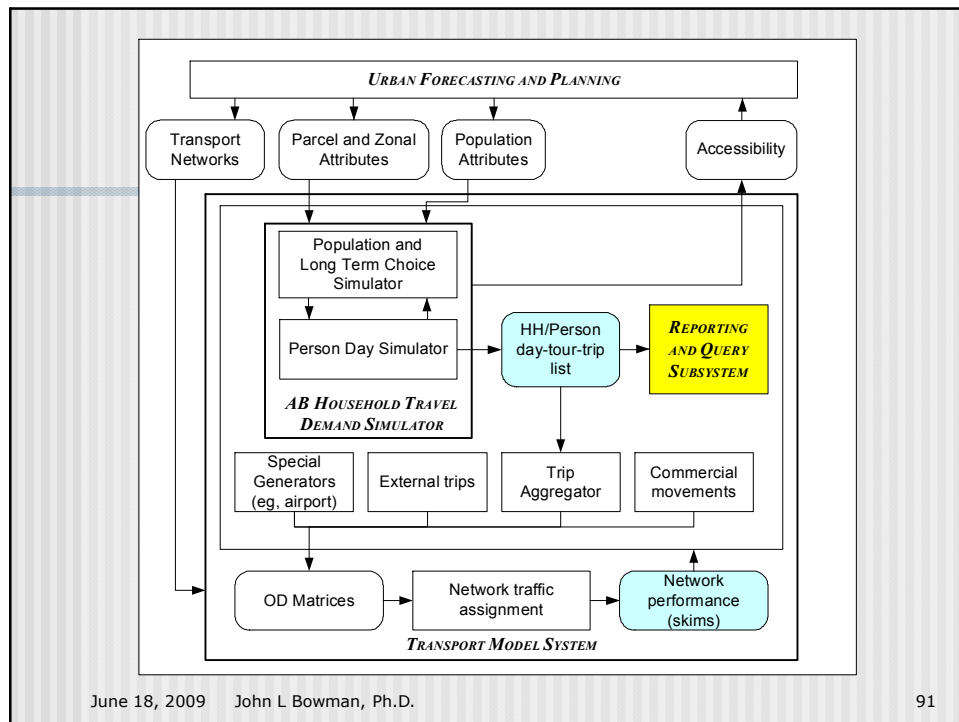 URBAN FORECASTING AND PLANNING
Transport
Networks
Parcel and Zonal
Attributes
Population
Attributes
Accessibility
Population and
Long Term Choice
Simulator
Person Day Simulator
AB HOUSEHOLD TRAVEL
DEMAND SIMULATOR
HH/Person
day-tour-trip
list
REPORTING
AND QUERY
SUBSYSTEM
Special
Generators
(eg, airport)
External trips
Trip
Aggregator
Commercial
movements
OD Matrices
Network traffic
assignment
Network
performance
(skims)
TRANSPORT MODEL SYSTEM
June 18, 2009 John L Bowman, Ph.D. 91